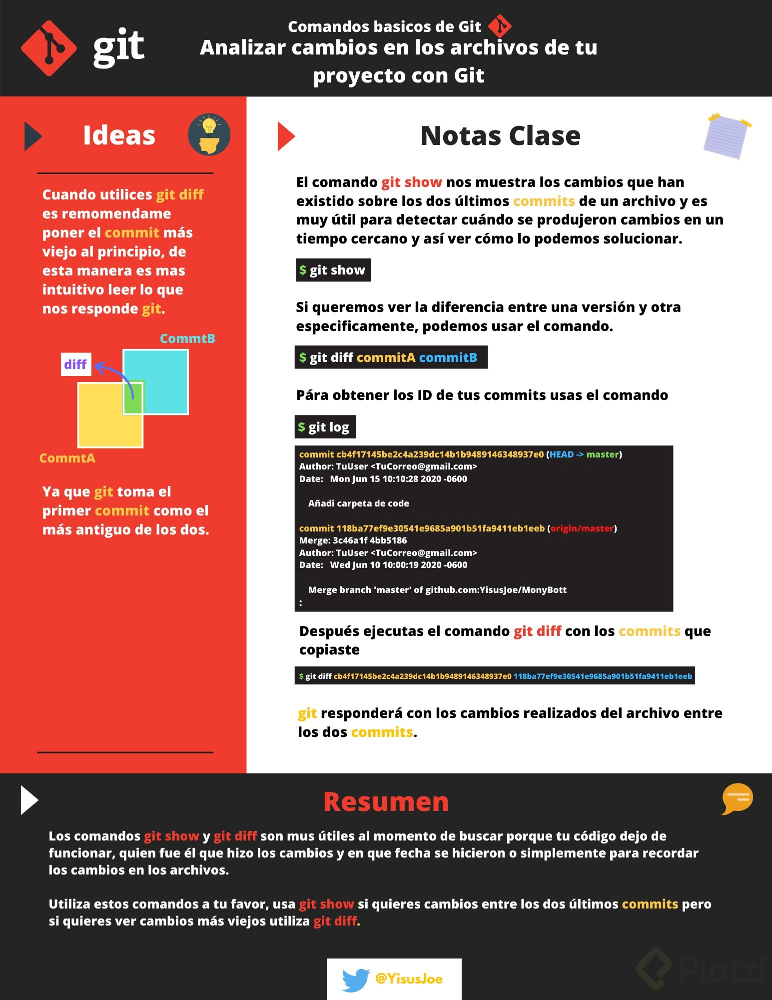 git
Comandos basicos de Git
Analizar cambios en los archivos de tu
proyecto con Git
Ideas
Cuando utilices git diff
es remomendame
poner el commit más
viejo al principio, de
esta manera es mas
intuitivo leer lo que
nos responde git.
CommtB
diff
CommtA
Ya que git toma el
primer commit como el
más antiguo de los dos.
Notas Clase
El comando git show nos muestra los cambios que han
existido sobre los dos últimos commits de un archivo y es
muy útil para detectar cuándo se produjeron cambios en un
tiempo cercano y así ver cómo lo podemos solucionar.
$ git show
Si queremos ver la diferencia entre una versión y otra
especificamente, podemos usar el comando.
$ git diff commitA commitB
Pára obtener los ID de tus commits usas el comando
$ git log
commit cb4f17145be2c4a239dc14b1b9489146348937e0 (HEAD -> master)
Author: TuUser <TuCorreo@gmail.com>
Date:   Mon Jun 15 10:10:28 2020 -0600
Añadi carpeta de code
commit 118ba77ef9e30541e9685a901b51fa9411eb1eeb (origin/master)
Merge: 3c46a1f 4bb5186
Author: TuUser <TuCorreo@gmail.com>
Date:   Wed Jun 10 10:00:19 2020 -0600
Merge branch 'master' of github.com:YisusJoe/MonyBott
:
Después ejecutas el comando git diff con los commits que
copiaste
$ git diff cb4f17145be2c4a239dc14b1b9489146348937e0 118ba77ef9e30541e9685a901b51fa9411eb1eeb
git responderá con los cambios realizados del archivo entre
los dos commits.
Resumen
Los comandos git show y git diff son mus útiles al momento de buscar porque tu código dejo de
funcionar, quien fue él que hizo los cambios y en que fecha se hicieron o simplemente para recordar
los cambios en los archivos.
Utiliza estos comandos a tu favor, usa git show si quieres cambios entre los dos últimos commits pero
si quieres ver cambios más viejos utiliza git diff.
@YisusJoe
Platzi